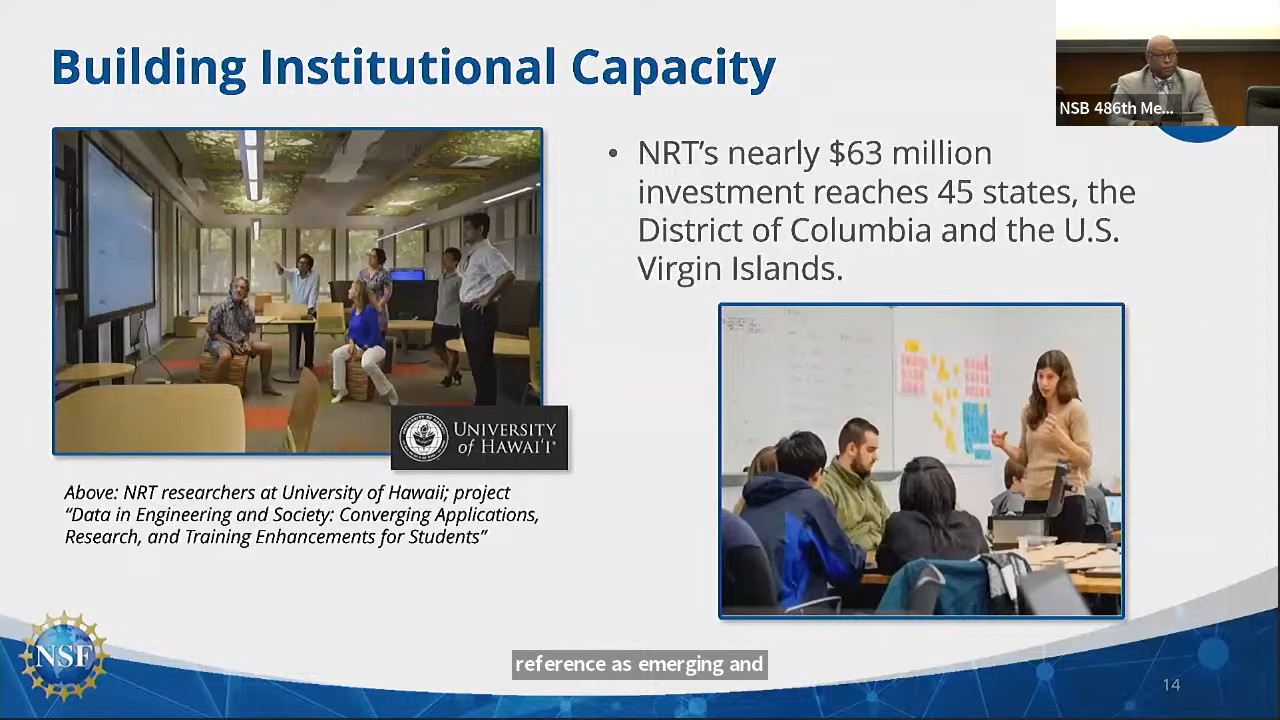 Building Institutional Capacity
NSB 486th Me...
• NRT’s nearly $63 million
investment reaches 45 states, the
District of Columbia and the U.S.
Virgin Islands.
UNIVERSITY
of HAWAIʻI®
Above: NRT researchers at University of Hawaii; project
“Data in Engineering and Society: Converging Applications,
Research, and Training Enhancements for Students”
NSF
reference as emerging and
14